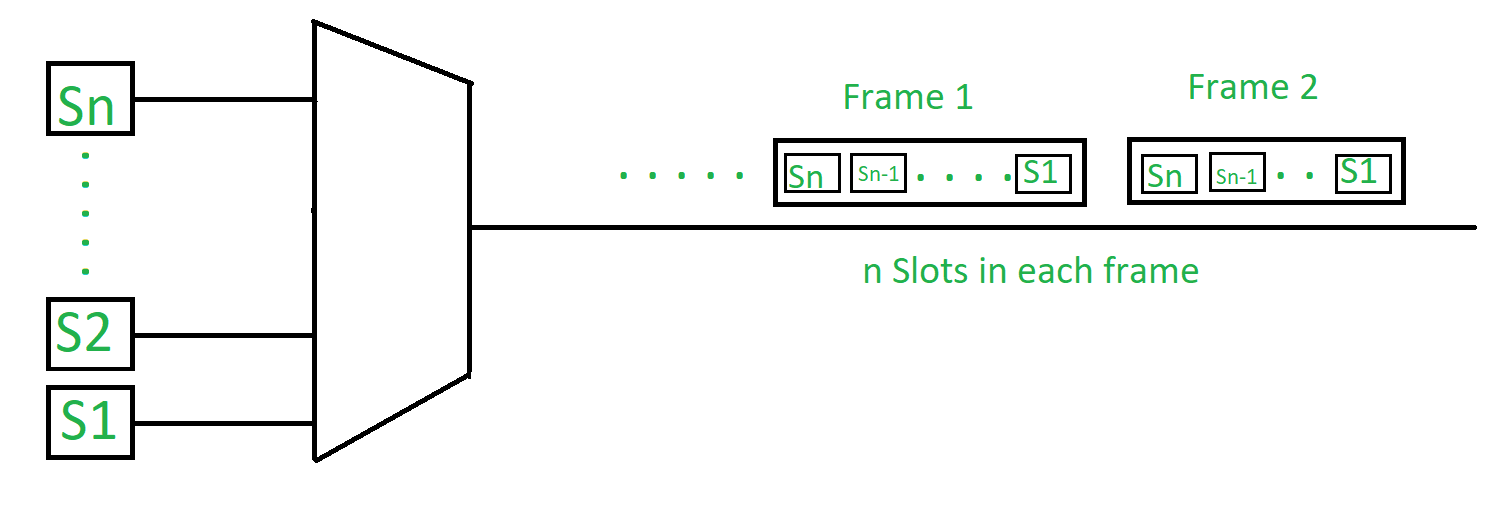 Sn
S2
S1
Frame 1
Sn Sn-1 . . . . S1
Frame 2
Sn Sn-1 . . S1
n Slots in each frame